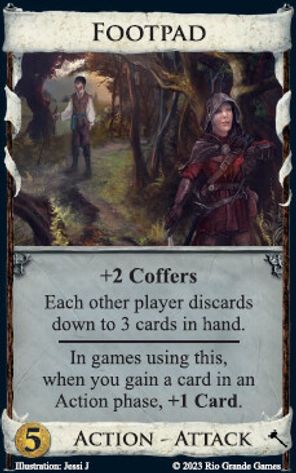 FOOTPAD
+2 Coffers
Each other player discards
down to 3 cards in hand.
In games using this,
when you gain a card in an
Action phase, +1 Card.
5
ACTION - ATTACK
Illustration: Jessi J
© 2023 Rio Grande Games